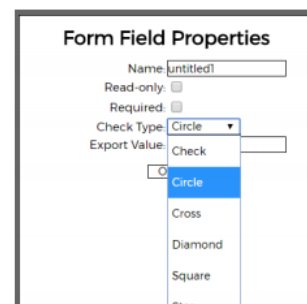 Form Field Properties
Name: untitled1
Read-only:
Required:
Check Type: Circle
Export Value:
Check
O
Circle
Cross
Diamond
Square